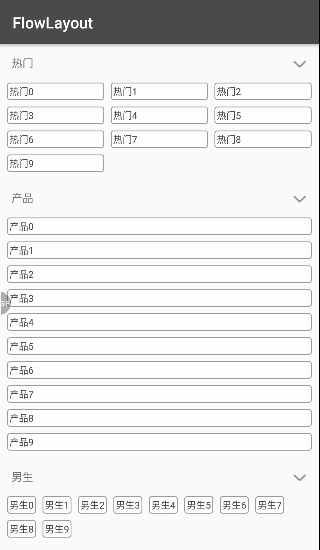 FlowLayout
热门
热门0 热门1 热门2
热门3 热门4 热门5
热门6 热门7 热门8
热门9
产品
产品0
产品1
产品2
产品3
产品4
产品5
产品6
产品7
产品8
产品9
男生
男生0 男生1 男生2 男生3 男生4 男生5 男生6 男生7
男生8 男生9